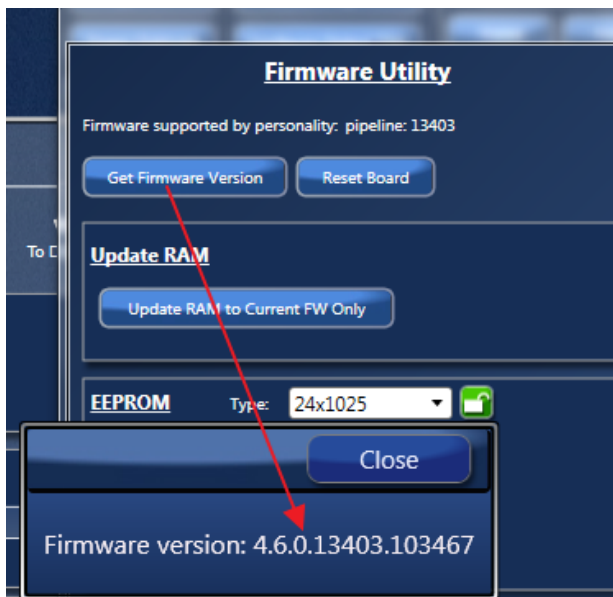 Firmware Utility
Firmware supported by personality: pipeline: 13403
Get Firmware Version Reset Board
To D
Update RAM
Update RAM to Current FW Only
EEPROM Type: 24x1025
Close
Firmware version: 4.6.0.13403.103467